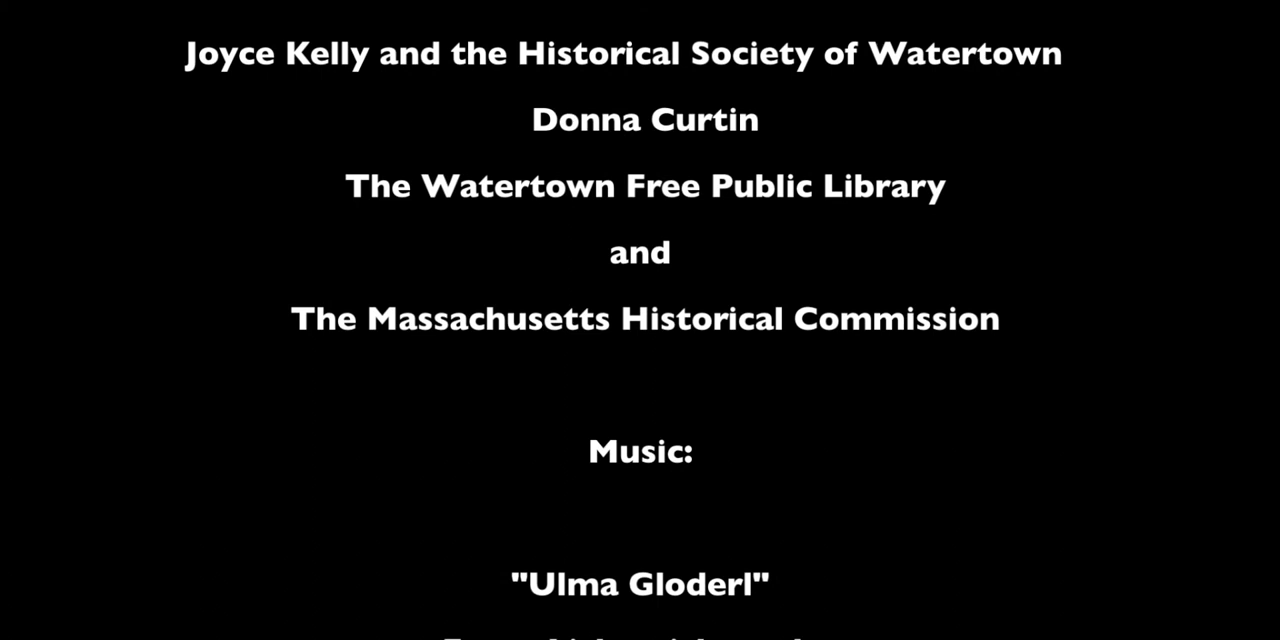 Joyce Kelly and the Historical Society of Watertown
Donna Curtin
The Watertown Free Public Library
and
The Massachusetts Historical Commission
Music:
"Ulma Gloderl"